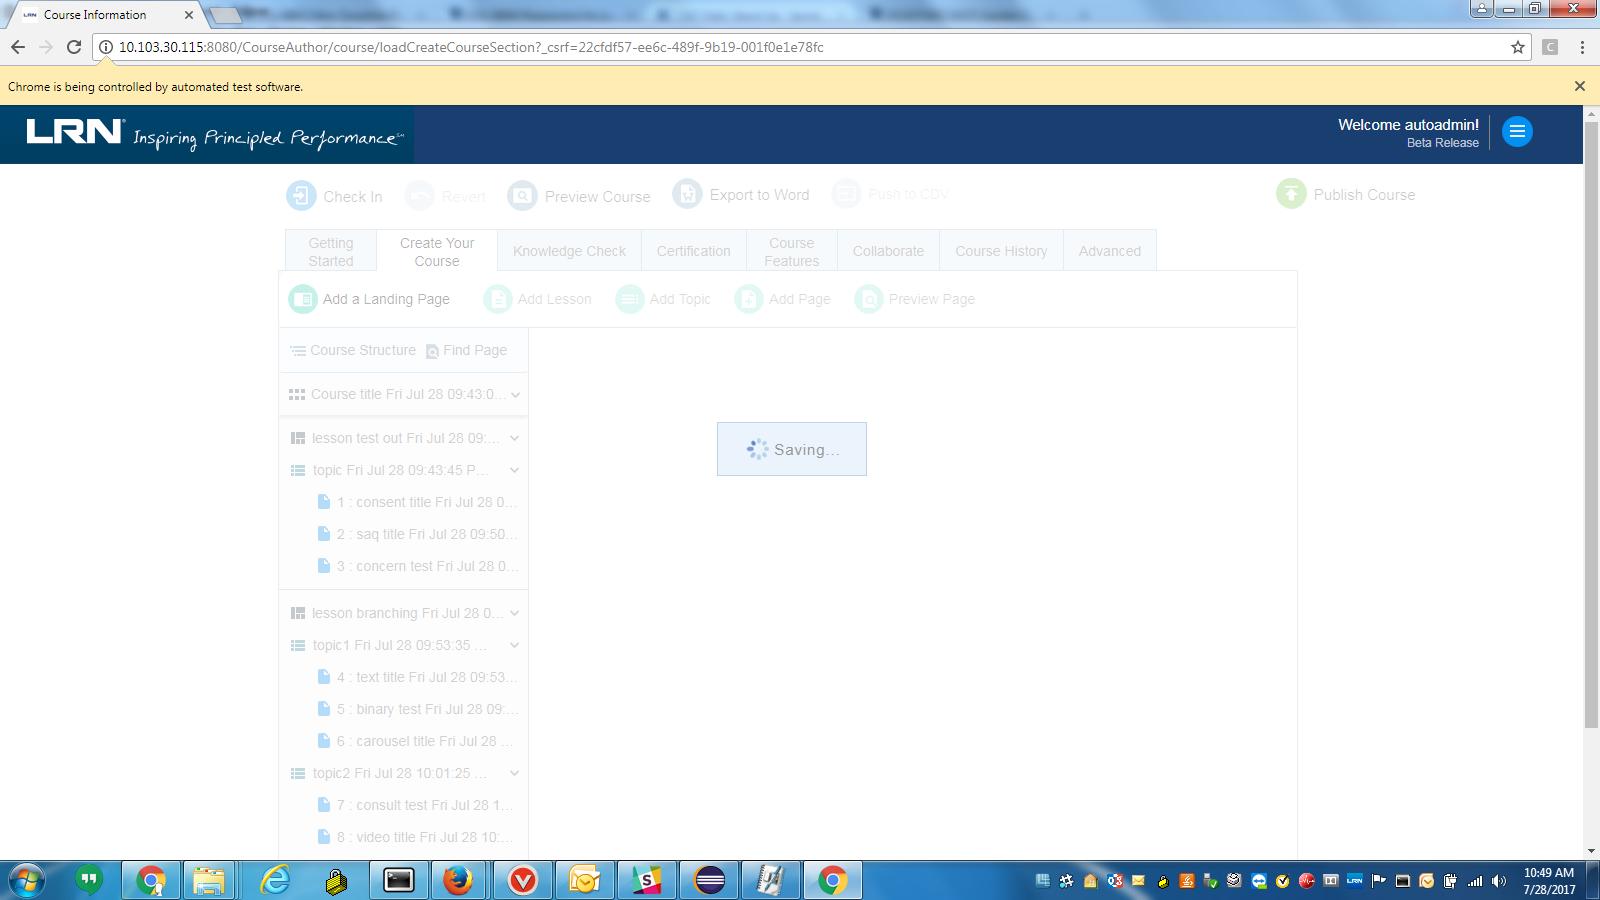 LRN Course Information
10.103.30.115:8080/CourseAuthor/course/loadCreateCourseSection?_csrf=22cfdf57-ee6c-489f-9b19-001f0e1e78fc
C
Chrome is being controlled by automated test software.
LRN Inspiring Principled Performance
Welcome autoadmin!
Beta Release
Check In Revert Preview Course Export to Word Push to CDV Publish Course
Getting Started
Create Your Course
Knowledge Check
Certification
Course Features
Collaborate
Course History
Advanced
Add a Landing Page Add Lesson Add Topic Add Page Preview Page
Course Structure Find Page
Course title Fri Jul 28 09:43:0...
lesson test out Fri Jul 28 09:...
topic Fri Jul 28 09:43:45 P...
1 : consent title Fri Jul 28 0...
2 : saq title Fri Jul 28 09:50...
3 : concern test Fri Jul 28 0...
lesson branching Fri Jul 28 0...
topic1 Fri Jul 28 09:53:35 ...
4 : text title Fri Jul 28 09:53...
5 : binary test Fri Jul 28 09:...
6 : carousel title Fri Jul 28 ...
topic2 Fri Jul 28 10:01:25 ...
7 : consult test Fri Jul 28 1...
8 : video title Fri Jul 28 10:...
Saving...
LRN
10:49 AM
7/28/2017